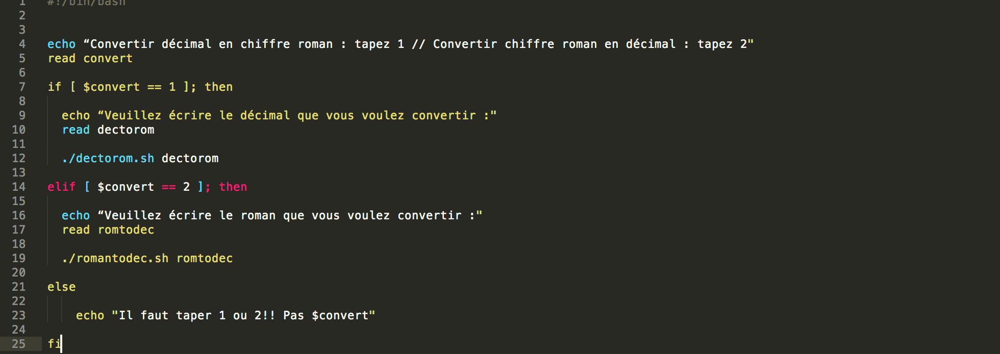 1 #!/bin/bash
2
3
4 echo “Convertir décimal en chiffre roman : tapez 1 // Convertir chiffre roman en décimal : tapez 2"
5 read convert
6
7 if [ $convert == 1 ]; then
8
9 echo “Veuillez écrire le décimal que vous voulez convertir :"
10 read dectorom
11
12 ./dectorom.sh dectorom
13
14 elif [ $convert == 2 ]; then
15
16 echo “Veuillez écrire le roman que vous voulez convertir :"
17 read romtodec
18
19 ./romantodec.sh romtodec
20
21 else
22
23 echo "Il faut taper 1 ou 2!! Pas $convert"
24
25 fi